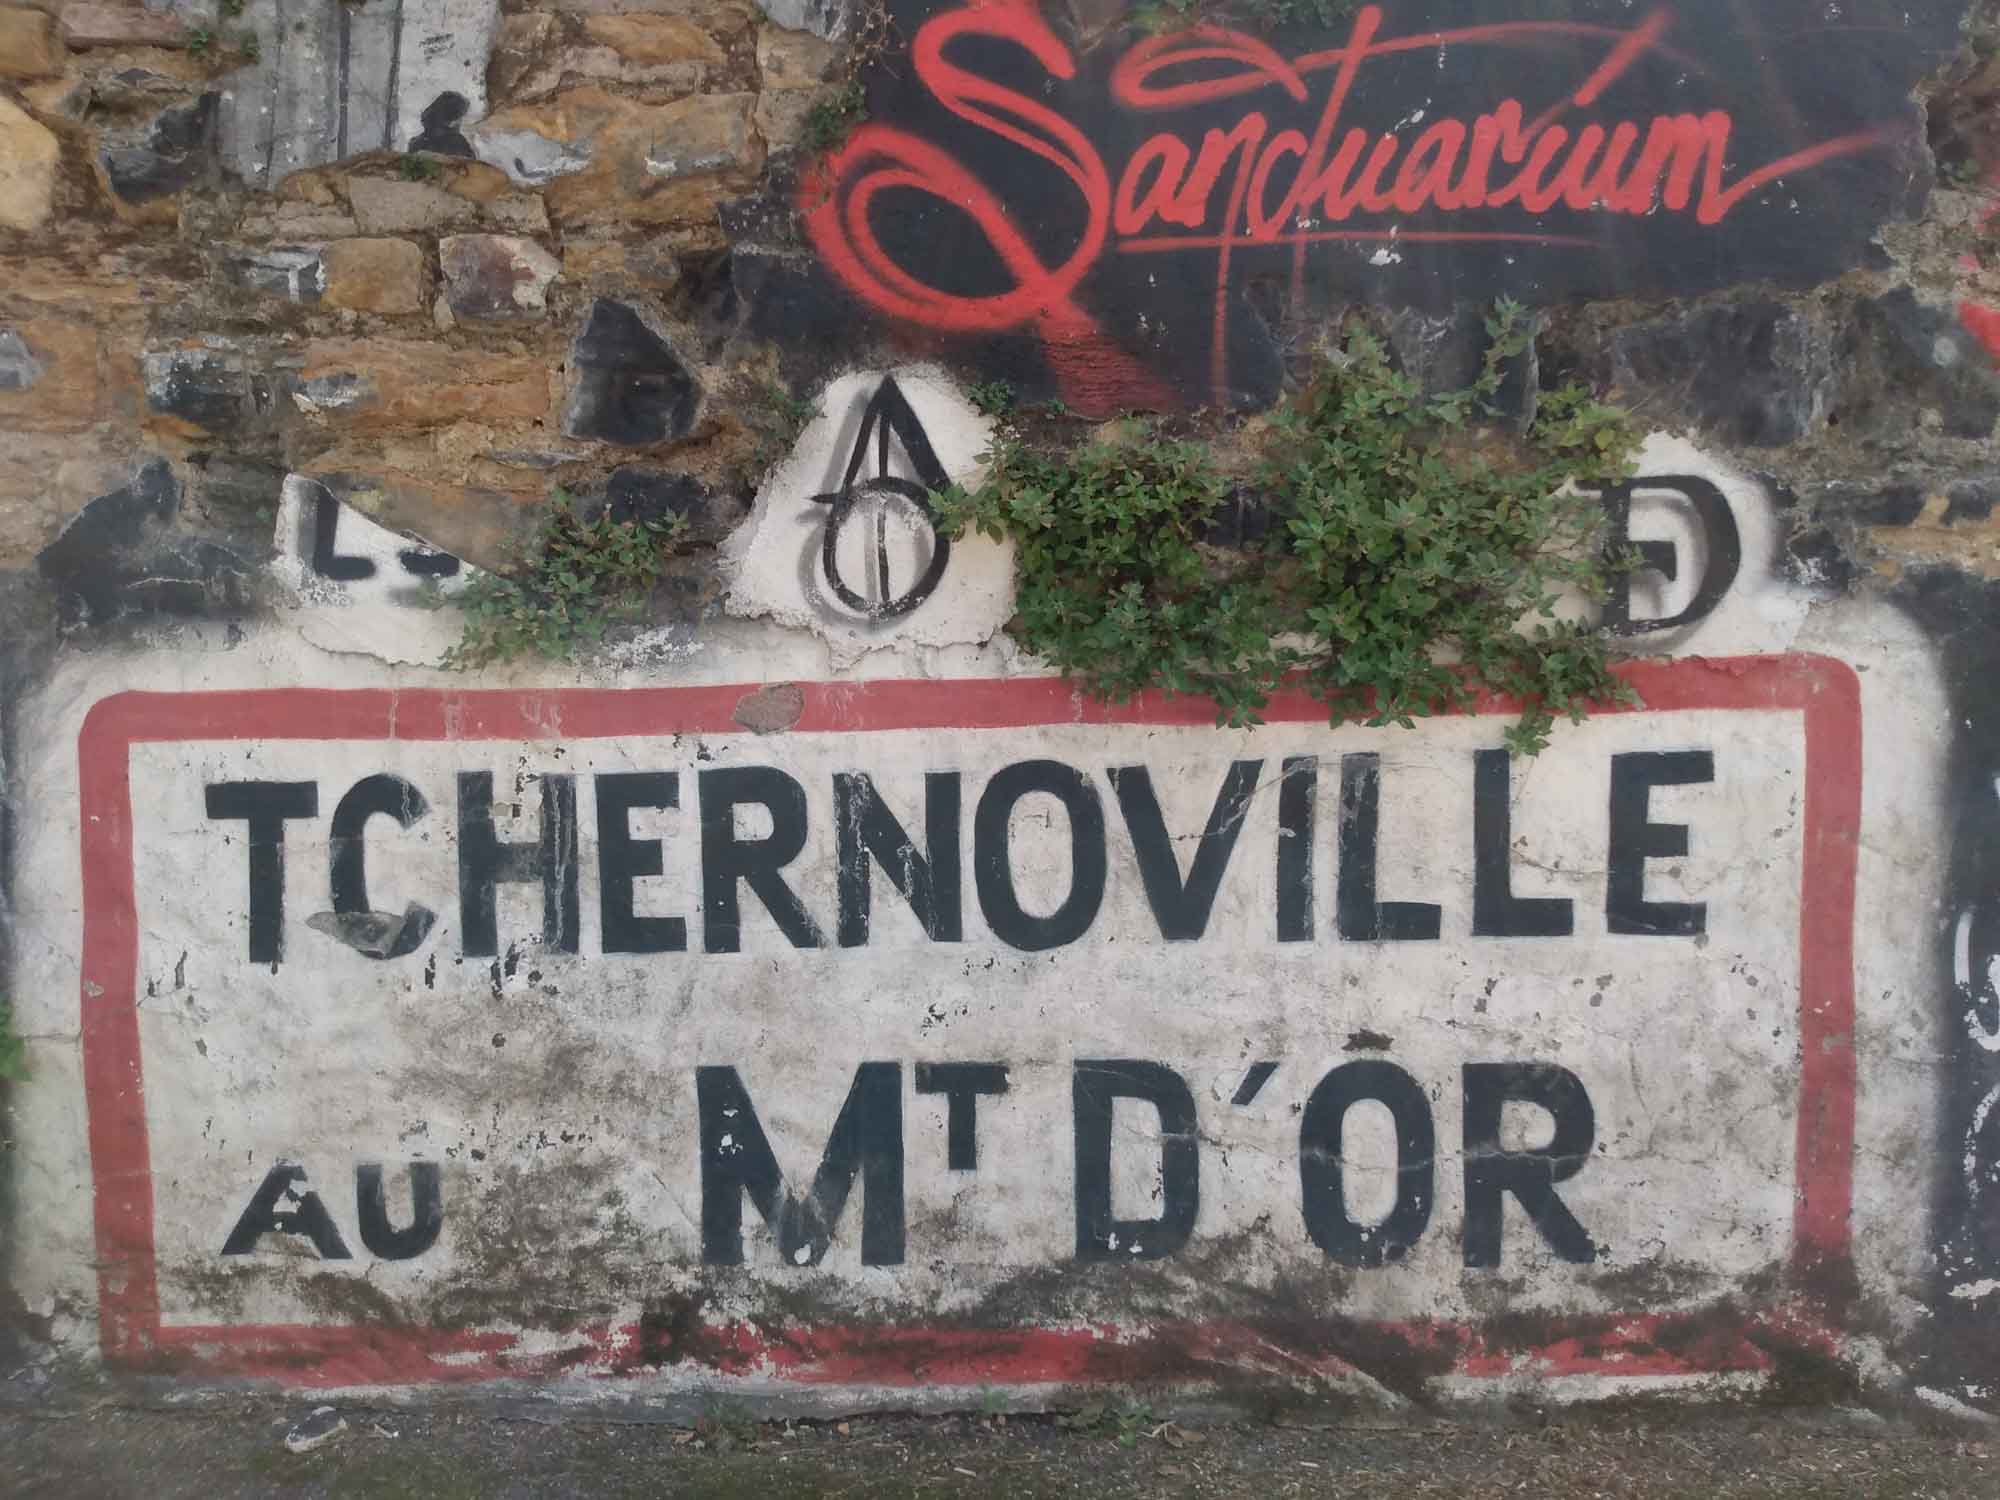 Sanctuarium
TCHERNOVILLE
AU MT D'OR